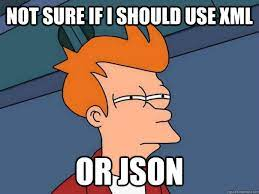 NOT SURE IF I SHOULD USE XML
OR JSON